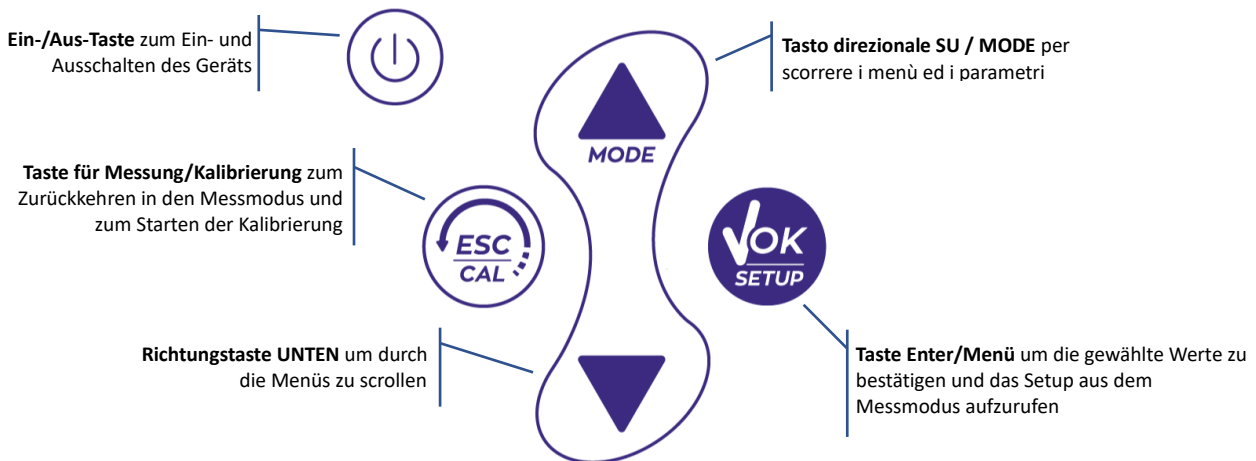 Ein-/Aus-Taste zum Ein- und
Ausschalten des Geräts
Tasto direzionale SU / MODE per
scorrere i menù ed i parametri
MODE
Taste für Messung/Kalibrierung zum
Zurückkehren in den Messmodus und
zum Starten der Kalibrierung
ESC
CAL
OK
SETUP
Richtungstaste UNTEN um durch
die Menüs zu scrollen
Taste Enter/Menü um die gewählte Werte zu
bestätigen und das Setup aus dem
Messmodus aufzurufen